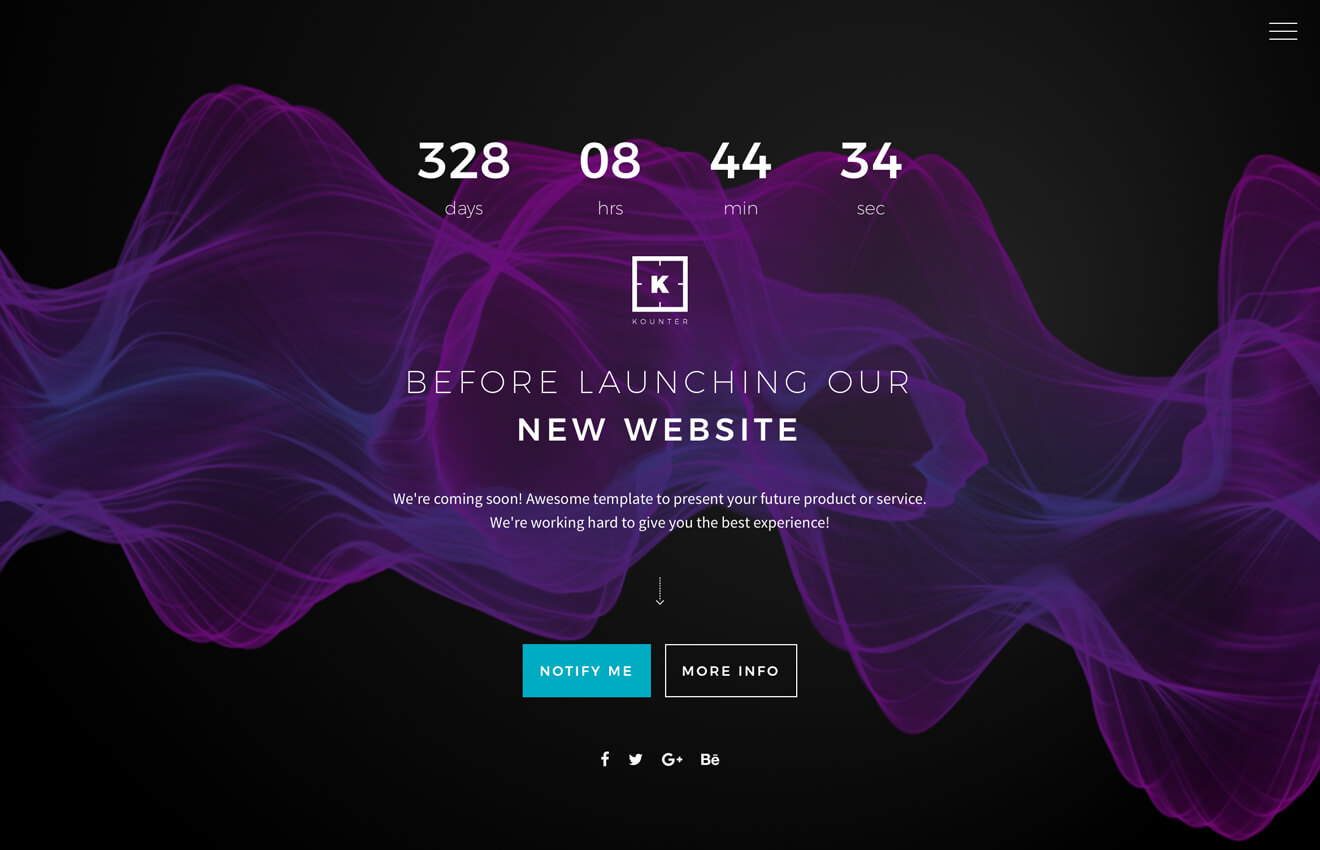 328 08 44 34
days hrs min sec
K
KOUNTER
BEFORE LAUNCHING OUR
NEW WEBSITE
We're coming soon! Awesome template to present your future product or service.
We're working hard to give you the best experience!
NOTIFY ME MORE INFO
f G+ Bē